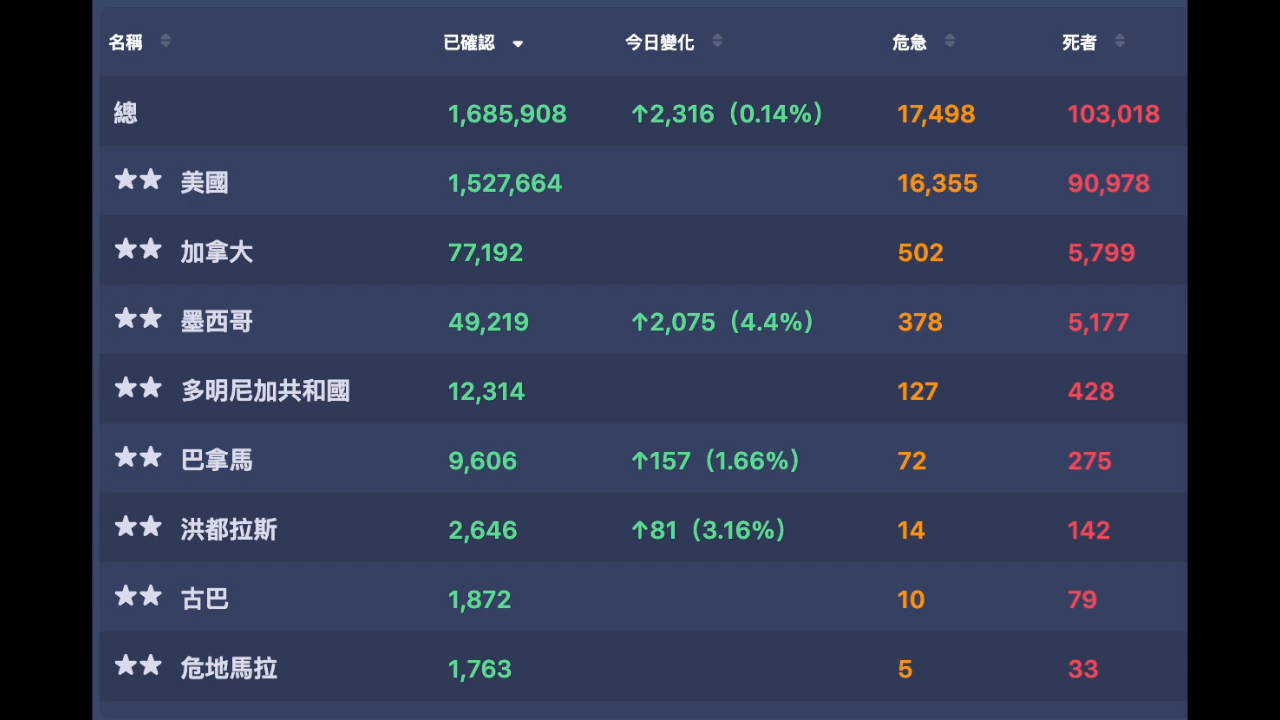 名稱 已確認 今日變化 危急 死者
總 1,685,908 ↑2,316 (0.14%) 17,498 103,018
★★ 美國 1,527,664 16,355 90,978
★★ 加拿大 77,192 502 5,799
★★ 墨西哥 49,219 ↑2,075 (4.4%) 378 5,177
★★ 多明尼加共和國 12,314 127 428
★★ 巴拿馬 9,606 ↑157 (1.66%) 72 275
★★ 洪都拉斯 2,646 ↑81 (3.16%) 14 142
★★ 古巴 1,872 10 79
★★ 危地馬拉 1,763 5 33